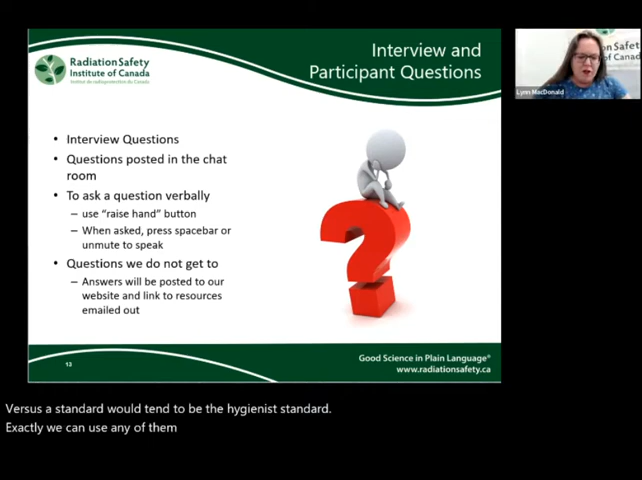 Radiation Safety
Institute of Canada
Institut de radioprotection du Canada
Interview and
Participant Questions
• Interview Questions
• Questions posted in the chat
room
• To ask a question verbally
– use “raise hand” button
– When asked, press spacebar or
unmute to speak
• Questions we do not get to
– Answers will be posted to our
website and link to resources
emailed out
13
Good Science in Plain Language®
www.radiationsafety.ca
on Safety
of Canada
Lynn MacDonald
Versus a standard would tend to be the hygienist standard.
Exactly we can use any of them